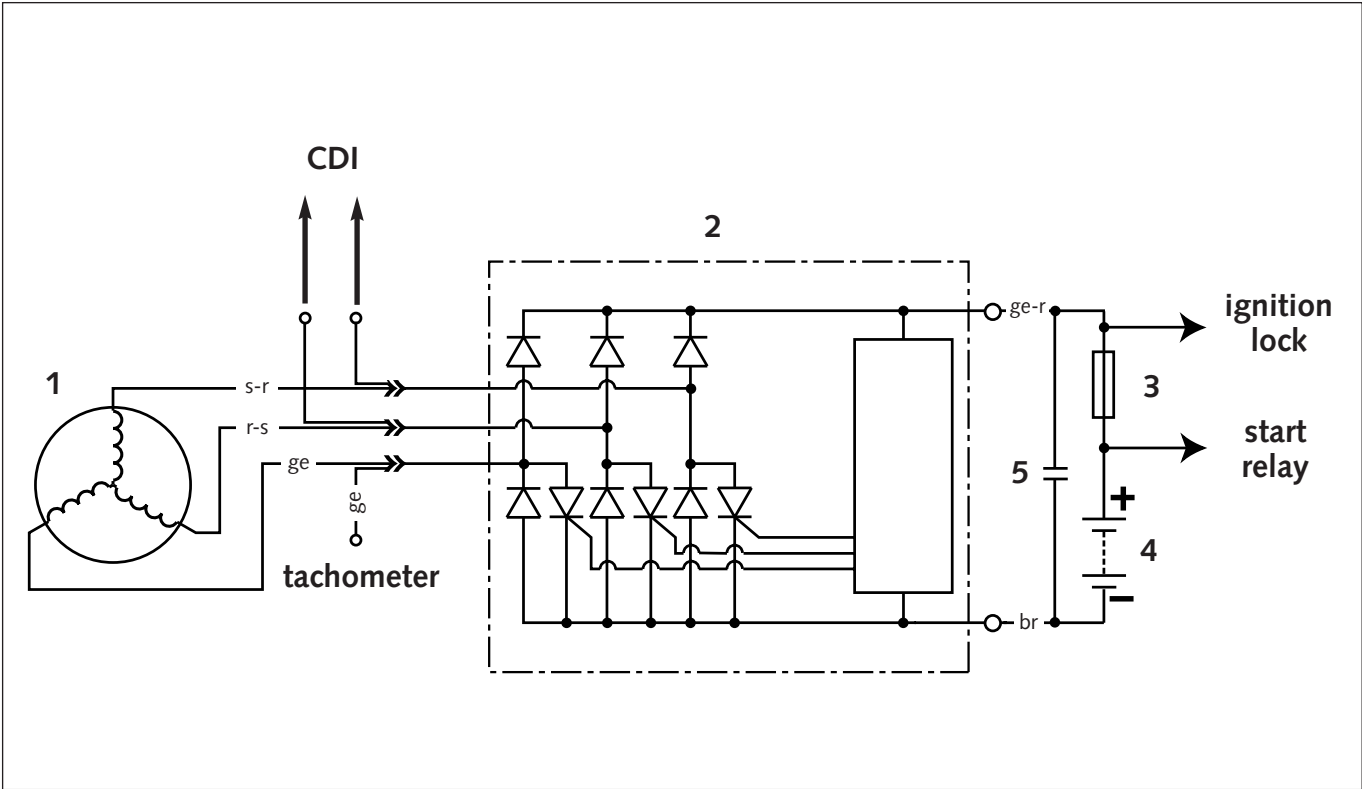 CDI
2
ge-r
ignition
lock
1
s-r
3
r-s
start
relay
ge
5
ge
+
4
tachometer
–
br